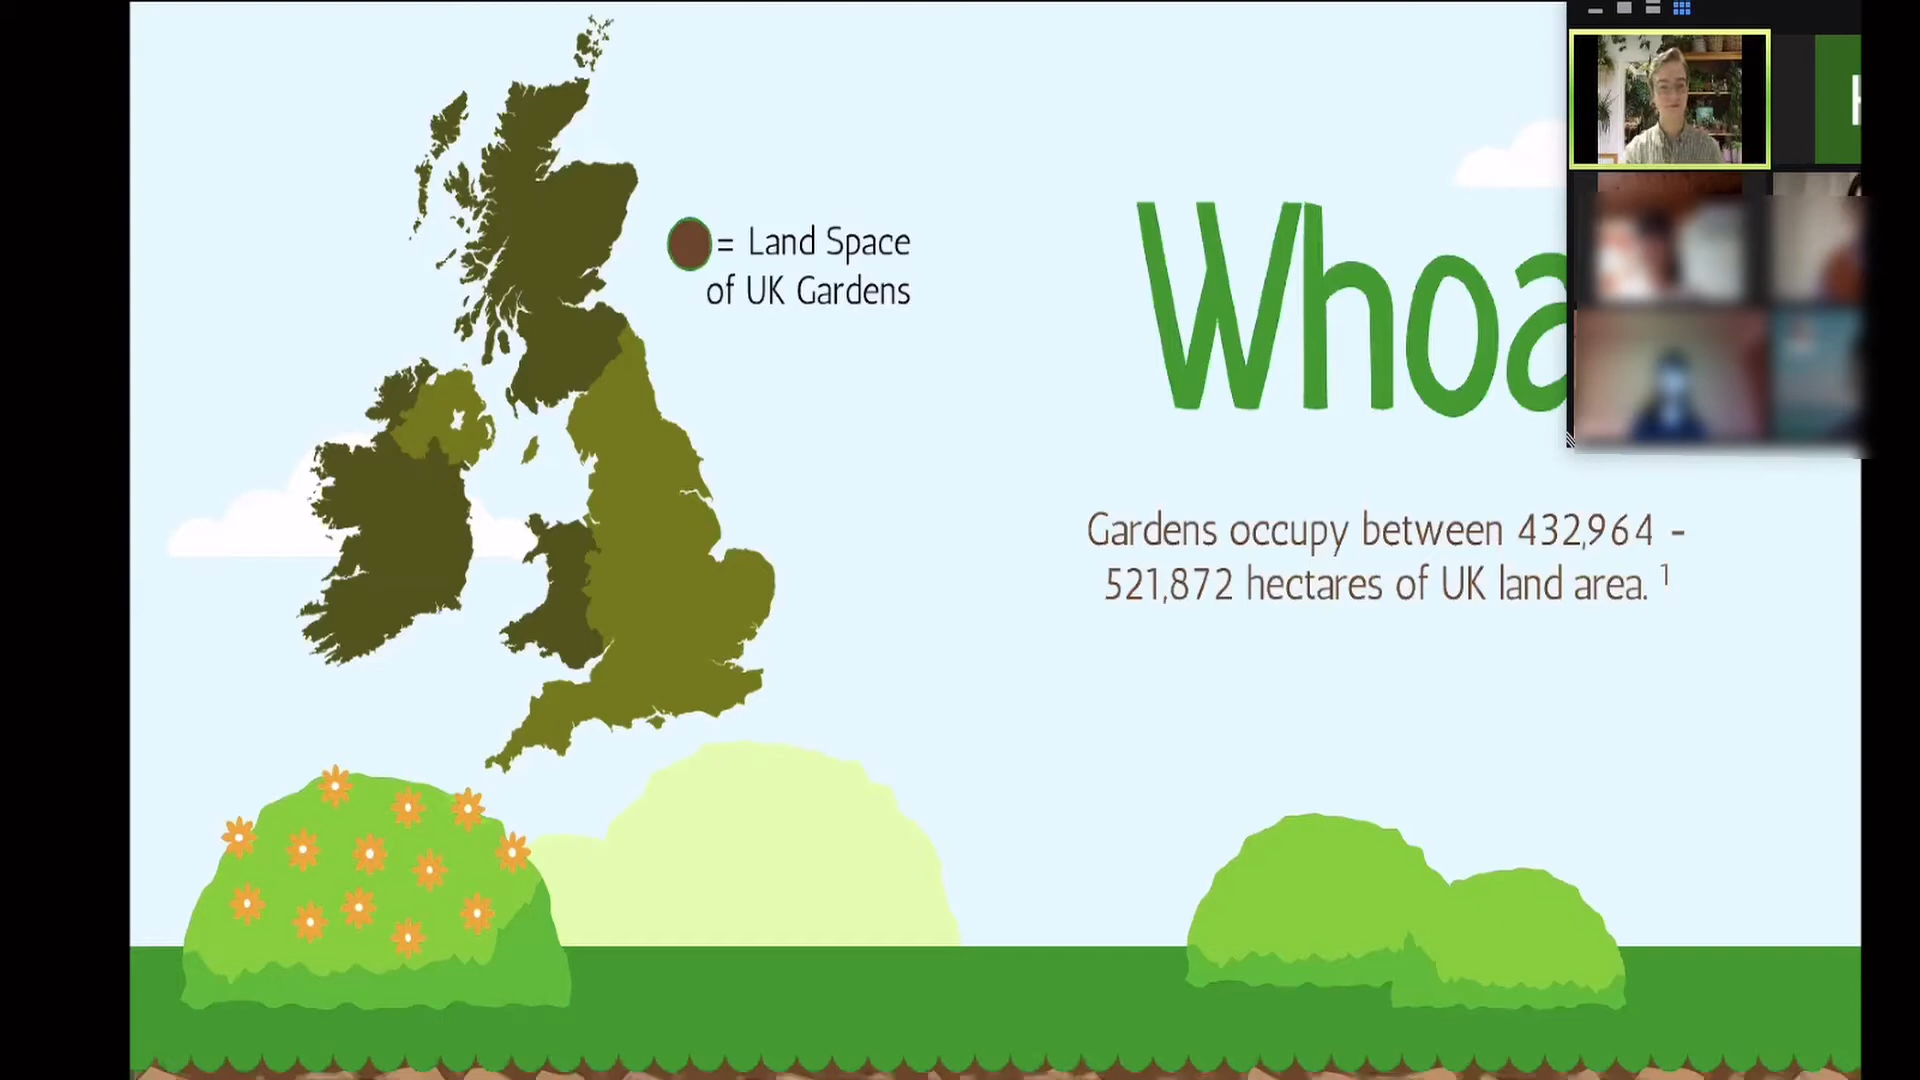 = Land Space
of UK Gardens
Whoa
Gardens occupy between 432,964 -
521,872 hectares of UK land area. 1